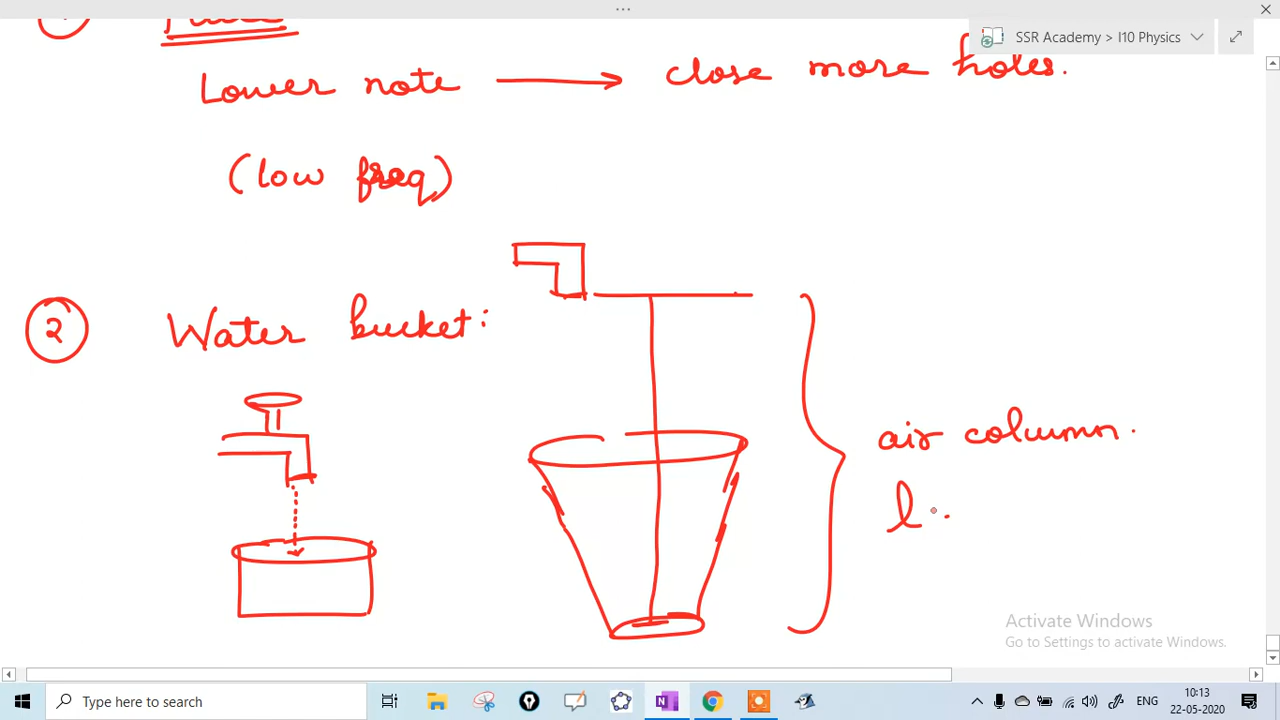 SSR Academy > I10 Physics
1
Lower note → close more holes.
(low freq)
2 Water bucket:
air column.
l.
Activate Windows
Go to Settings to activate Windows.
Type here to search
ENG
10:13
22-05-2020